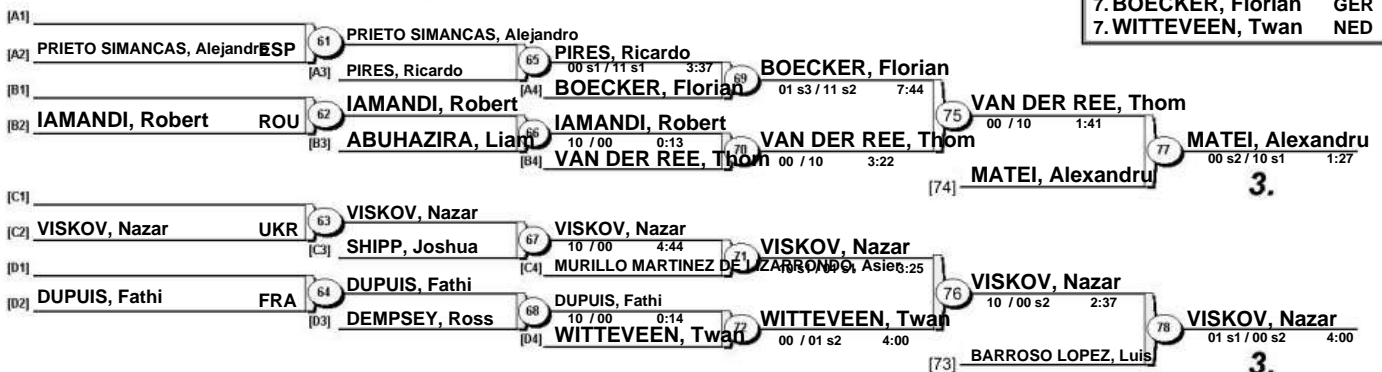 7. BOECKER, Florian GER
7. WITTEVEEN, Twan NED
[A1]
[A2] PRIETO SIMANCAS, Alejandro ESP
61
PRIETO SIMANCAS, Alejandro
[A3] PIRES, Ricardo
65
PIRES, Ricardo
00 s1 / 11 s1 3:37
[A4] BOECKER, Florian
69
BOECKER, Florian
01 s3 / 11 s2 7:44
[B1]
[B2] IAMANDI, Robert ROU
62
IAMANDI, Robert
[B3] ABUHAZIRA, Liam
66
IAMANDI, Robert
10 / 00 0:13
[B4] VAN DER REE, Thom
70
VAN DER REE, Thom
00 / 10 3:22
75
VAN DER REE, Thom
00 / 10 1:41
[74] MATEI, Alexandru
77
MATEI, Alexandru
00 s2 / 10 s1 1:27
3.
[C1]
[C2] VISKOV, Nazar UKR
63
VISKOV, Nazar
[C3] SHIPP, Joshua
67
VISKOV, Nazar
10 / 00 4:44
[C4] MURILLO MARTINEZ DE LIZARRONDO, Asier
71
VISKOV, Nazar
3:25
[D1]
[D2] DUPUIS, Fathi FRA
64
DUPUIS, Fathi
[D3] DEMPSEY, Ross
68
DUPUIS, Fathi
10 / 00 0:14
[D4] WITTEVEEN, Twan
72
WITTEVEEN, Twan
00 / 01 s2 4:00
76
VISKOV, Nazar
10 / 00 s2 2:37
[73] BARROSO LOPEZ, Luis
78
VISKOV, Nazar
01 s1 / 00 s2 4:00
3.